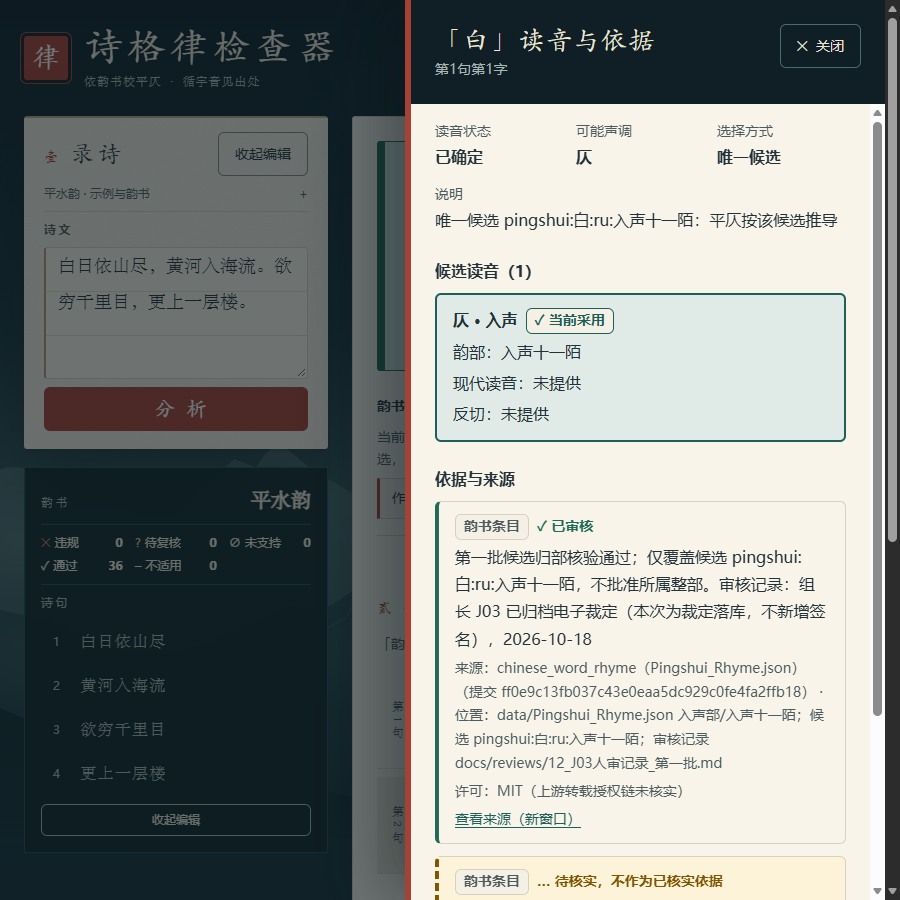 律
诗格律检查器
依韵书校平仄 · 循字音见出处
壹 录诗
收起编辑
平水韵 · 示例与韵书 +
诗文
白日依山尽，黄河入海流。欲
穷千里目，更上一层楼。
分析
韵书
平水韵
✕ 违规 0 ? 待复核 0 ⊘ 未支持 0
✓ 通过 36 – 不适用 0
诗句
1 白日依山尽
2 黄河入海流
3 欲穷千里目
4 更上一层楼
收起编辑
韵书
当前
选，
作
贰
「韵
第1句
第2句
「白」读音与依据
第1句第1字
✕ 关闭
读音状态 可能声调 选择方式
已确定 仄 唯一候选
说明
唯一候选 pingshui:白:ru:入声十一陌：平仄按该候选推导
候选读音（1）
仄 • 入声 ✓ 当前采用
韵部：入声十一陌
现代读音：未提供
反切：未提供
依据与来源
韵书条目 ✓ 已审核
第一批候选归部核验通过；仅覆盖候选 pingshui:
白:ru:入声十一陌，不批准所属整部。审核记录：组
长 J03 已归档电子裁定（本次为裁定落库，不新增签
名），2026-10-18
来源：chinese_word_rhyme（Pingshui_Rhyme.json）
（提交 ff0e9c13fb037c43e0eaa5dc929c0fe4fa2ffb18） ·
位置：data/Pingshui_Rhyme.json 入声部/入声十一陌；候
选 pingshui:白:ru:入声十一陌；审核记录
docs/reviews/12_J03人审记录_第一批.md
许可：MIT（上游转载授权链未核实）
查看来源（新窗口）
韵书条目 … 待核实，不作为已核实依据